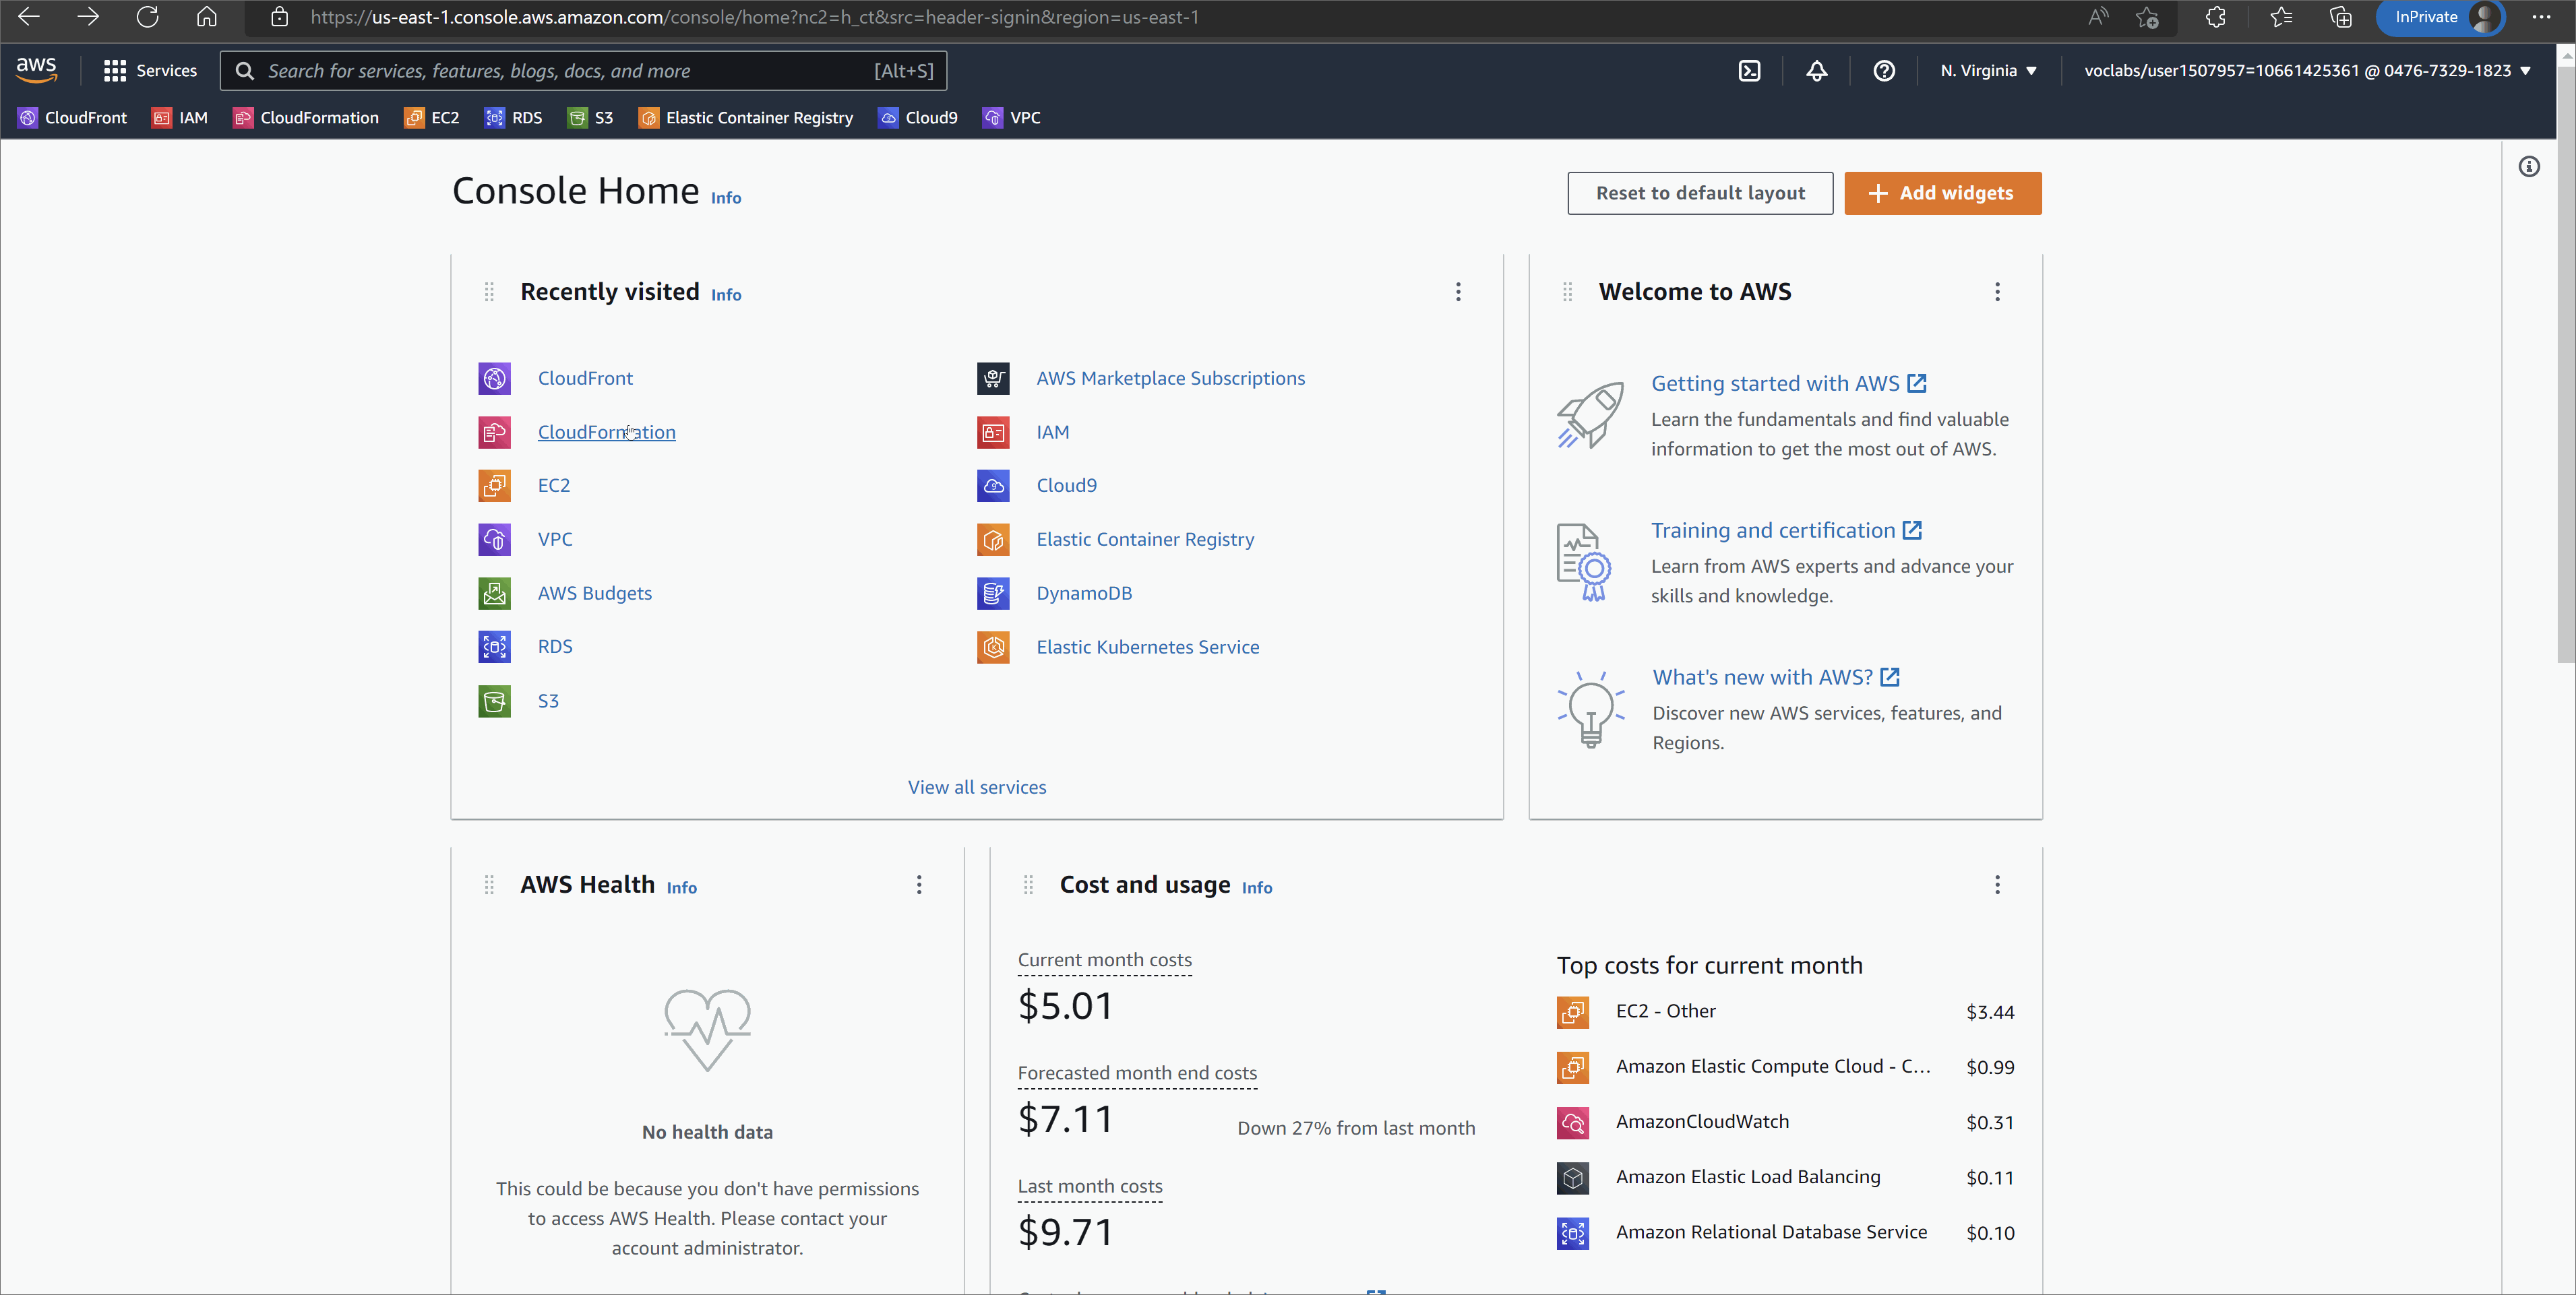 https://us-east-1.console.aws.amazon.com/console/home?nc2=h_ct&src=header-signin&region=us-east-1
InPrivate
aws
Services
Search for services, features, blogs, docs, and more
[Alt+S]
N. Virginia
voclabs/user1507957=10661425361 @ 0476-7329-1823
CloudFront
IAM
CloudFormation
EC2
RDS
S3
Elastic Container Registry
Cloud9
VPC
Console Home Info
Reset to default layout
Add widgets
Recently visited Info
CloudFront
CloudFormation
EC2
VPC
AWS Budgets
RDS
S3
AWS Marketplace Subscriptions
IAM
Cloud9
Elastic Container Registry
DynamoDB
Elastic Kubernetes Service
View all services
Welcome to AWS
Getting started with AWS
Learn the fundamentals and find valuable
information to get the most out of AWS.
Training and certification
Learn from AWS experts and advance your
skills and knowledge.
What's new with AWS?
Discover new AWS services, features, and
Regions.
AWS Health Info
No health data
This could be because you don't have permissions
to access AWS Health. Please contact your
account administrator.
Cost and usage Info
Current month costs
$5.01
Forecasted month end costs
$7.11
Down 27% from last month
Last month costs
$9.71
Top costs for current month
EC2 - Other $3.44
Amazon Elastic Compute Cloud - C... $0.99
AmazonCloudWatch $0.31
Amazon Elastic Load Balancing $0.11
Amazon Relational Database Service $0.10